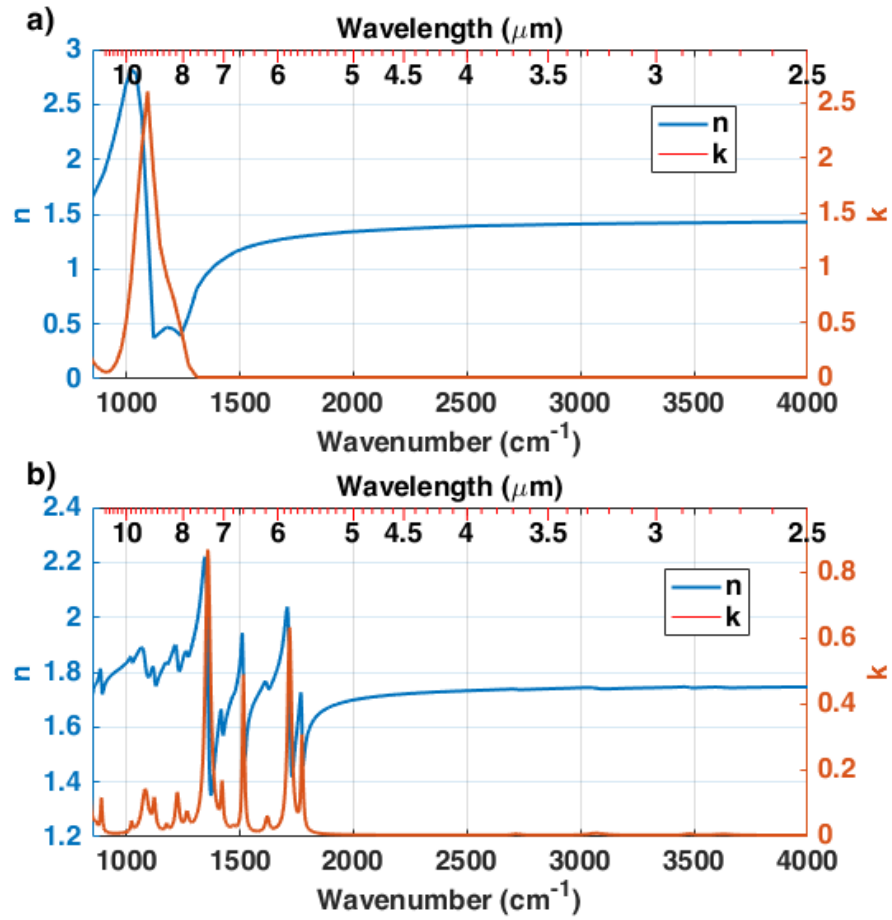 a)
Wavelength (μm)
10 8 7 6 5 4.5 4 3.5 3 2.5
3
2.5
2
1.5
1
0.5
0
n
n
k
2.5
2
1.5
1
0.5
0
k
1000 1500 2000 2500 3000 3500 4000
Wavenumber (cm⁻¹)
b)
Wavelength (μm)
10 8 7 6 5 4.5 4 3.5 3 2.5
2.4
2.2
2
1.8
1.6
1.4
1.2
n
n
k
0.8
0.6
0.4
0.2
0
k
1000 1500 2000 2500 3000 3500 4000
Wavenumber (cm⁻¹)